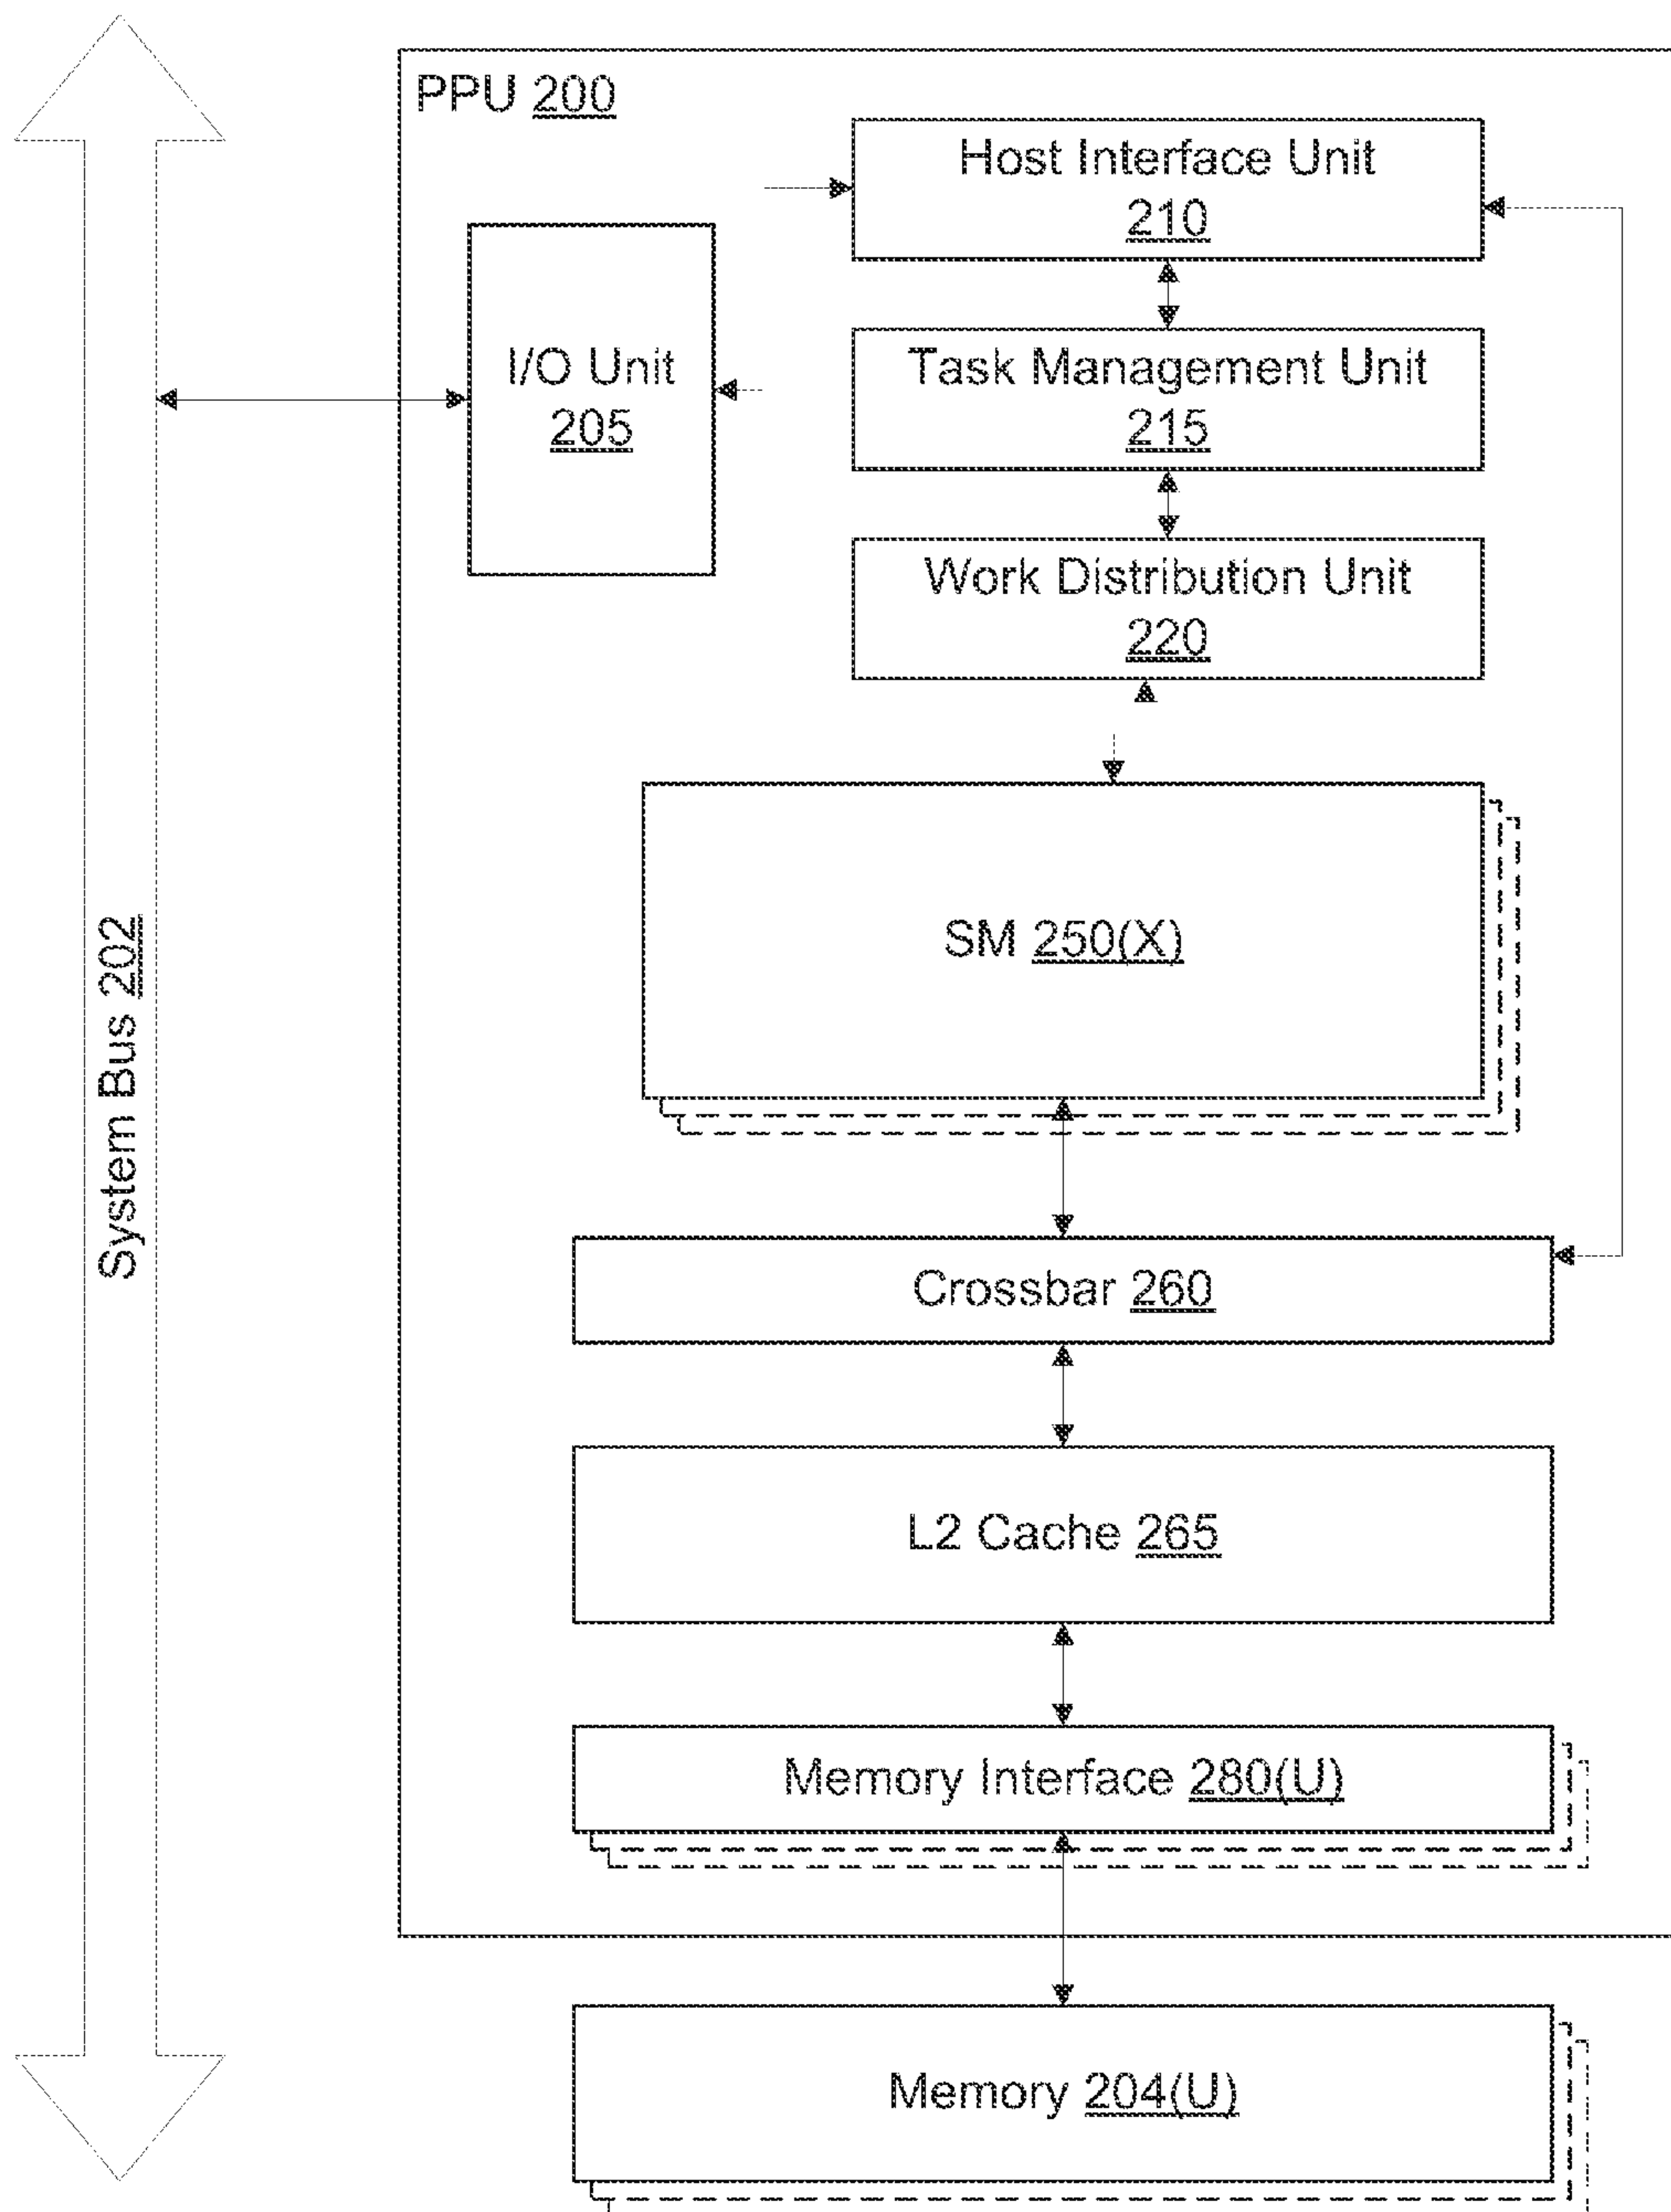 PPU 200
Host Interface Unit
210
I/O Unit
205
Task Management Unit
215
Work Distribution Unit
220
SM 250(X)
System Bus 202
Crossbar 260
L2 Cache 265
Memory Interface 280(U)
Memory 204(U)